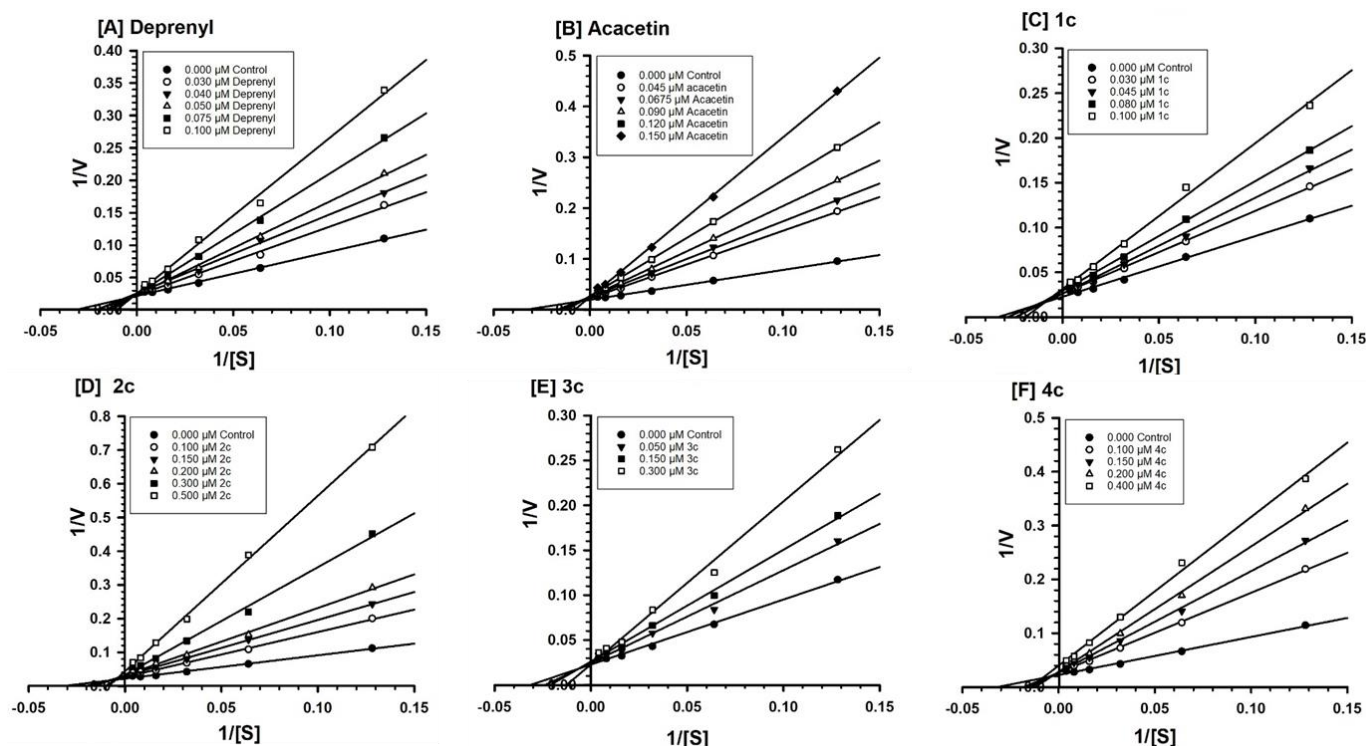 [A] Deprenyl
0.40
0.35
0.30
0.25
0.20
0.15
0.10
0.05
0.00
1/V
0.000 µM Control
0.030 µM Deprenyl
0.040 µM Deprenyl
0.050 µM Deprenyl
0.075 µM Deprenyl
0.100 µM Deprenyl
-0.05 0.00 0.05 0.10 0.15
1/[S]
[B] Acacetin
0.5
0.4
0.3
0.2
0.1
0.0
1/V
0.000 µM Control
0.045 µM acacetin
0.0675 µM Acacetin
0.090 µM Acacetin
0.120 µM Acacetin
0.150 µM Acacetin
-0.05 0.00 0.05 0.10 0.15
1/[S]
[C] 1c
0.30
0.25
0.20
0.15
0.10
0.05
0.00
1/V
0.000 µM Control
0.030 µM 1c
0.045 µM 1c
0.080 µM 1c
0.100 µM 1c
-0.05 0.00 0.05 0.10 0.15
1/[S]
[D] 2c
0.8
0.7
0.6
0.5
0.4
0.3
0.2
0.1
0.0
1/V
0.000 µM Control
0.100 µM 2c
0.150 µM 2c
0.200 µM 2c
0.300 µM 2c
0.500 µM 2c
-0.05 0.00 0.05 0.10 0.15
1/[S]
[E] 3c
0.30
0.26
0.20
0.15
0.10
0.05
0.00
1/V
0.000 µM Control
0.050 µM 3c
0.150 µM 3c
0.300 µM 3c
-0.05 0.00 0.05 0.10 0.15
1/[S]
[F] 4c
0.5
0.4
0.3
0.2
0.1
0.0
1/V
0.000 Control
0.100 µM 4c
0.150 µM 4c
0.200 µM 4c
0.400 µM 4c
-0.05 0.00 0.05 0.10 0.15
1/[S]